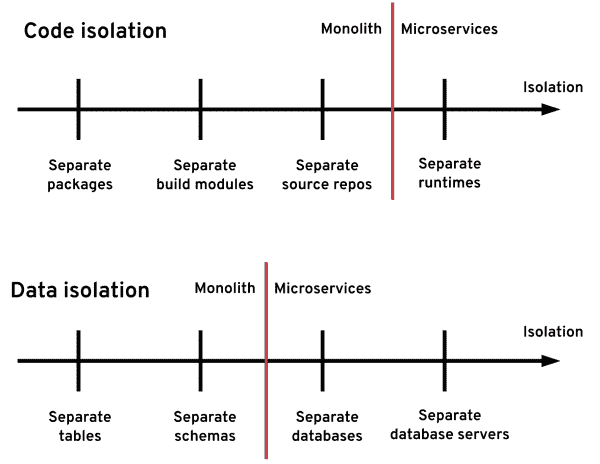 Code isolation
Monolith
Microservices
Isolation
Separate
packages
Separate
build modules
Separate
source repos
Separate
runtimes
Data isolation
Monolith
Microservices
Isolation
Separate
tables
Separate
schemas
Separate
databases
Separate
database servers